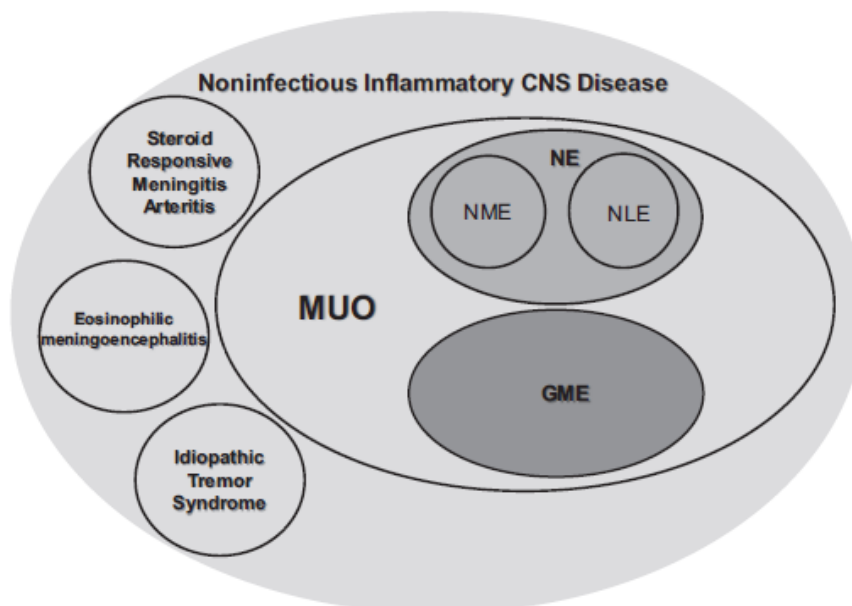 Noninfectious Inflammatory CNS Disease
Steroid
Responsive
Meningitis
Arteritis
NE
NME
NLE
Eosinophilic
meningoencephalitis
MUO
GME
Idiopathic
Tremor
Syndrome